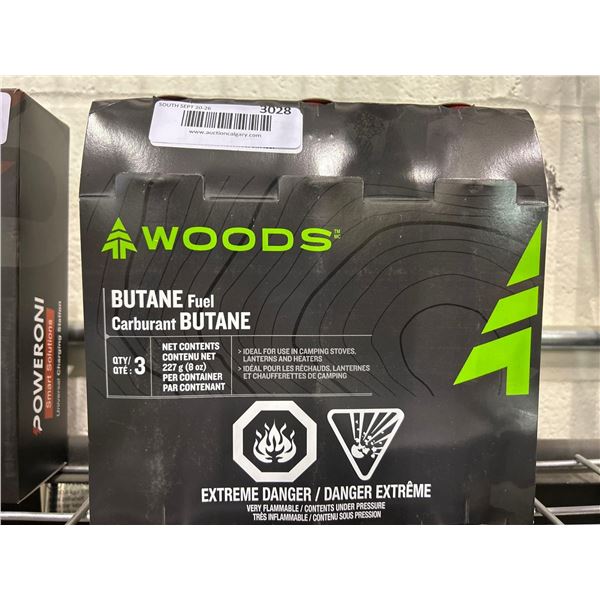 SOUTH SEPT 20-26
3028
www.auctioncalgary.com
WOODS™
MC
BUTANE Fuel
Carburant BUTANE
QTY/
QTÉ : 3
NET CONTENTS
CONTENU NET
227 g (8 oz)
PER CONTAINER
PAR CONTENANT
> IDEAL FOR USE IN CAMPING STOVES,
LANTERNS AND HEATERS
> IDÉAL POUR LES RÉCHAUDS, LANTERNES
ET CHAUFFERETTES DE CAMPING
EXTREME DANGER / DANGER EXTRÊME
VERY FLAMMABLE / CONTENTS UNDER PRESSURE
TRÈS INFLAMMABLE / CONTENU SOUS PRESSION
POWERONI
Smart Solutions
Universal Charging Station